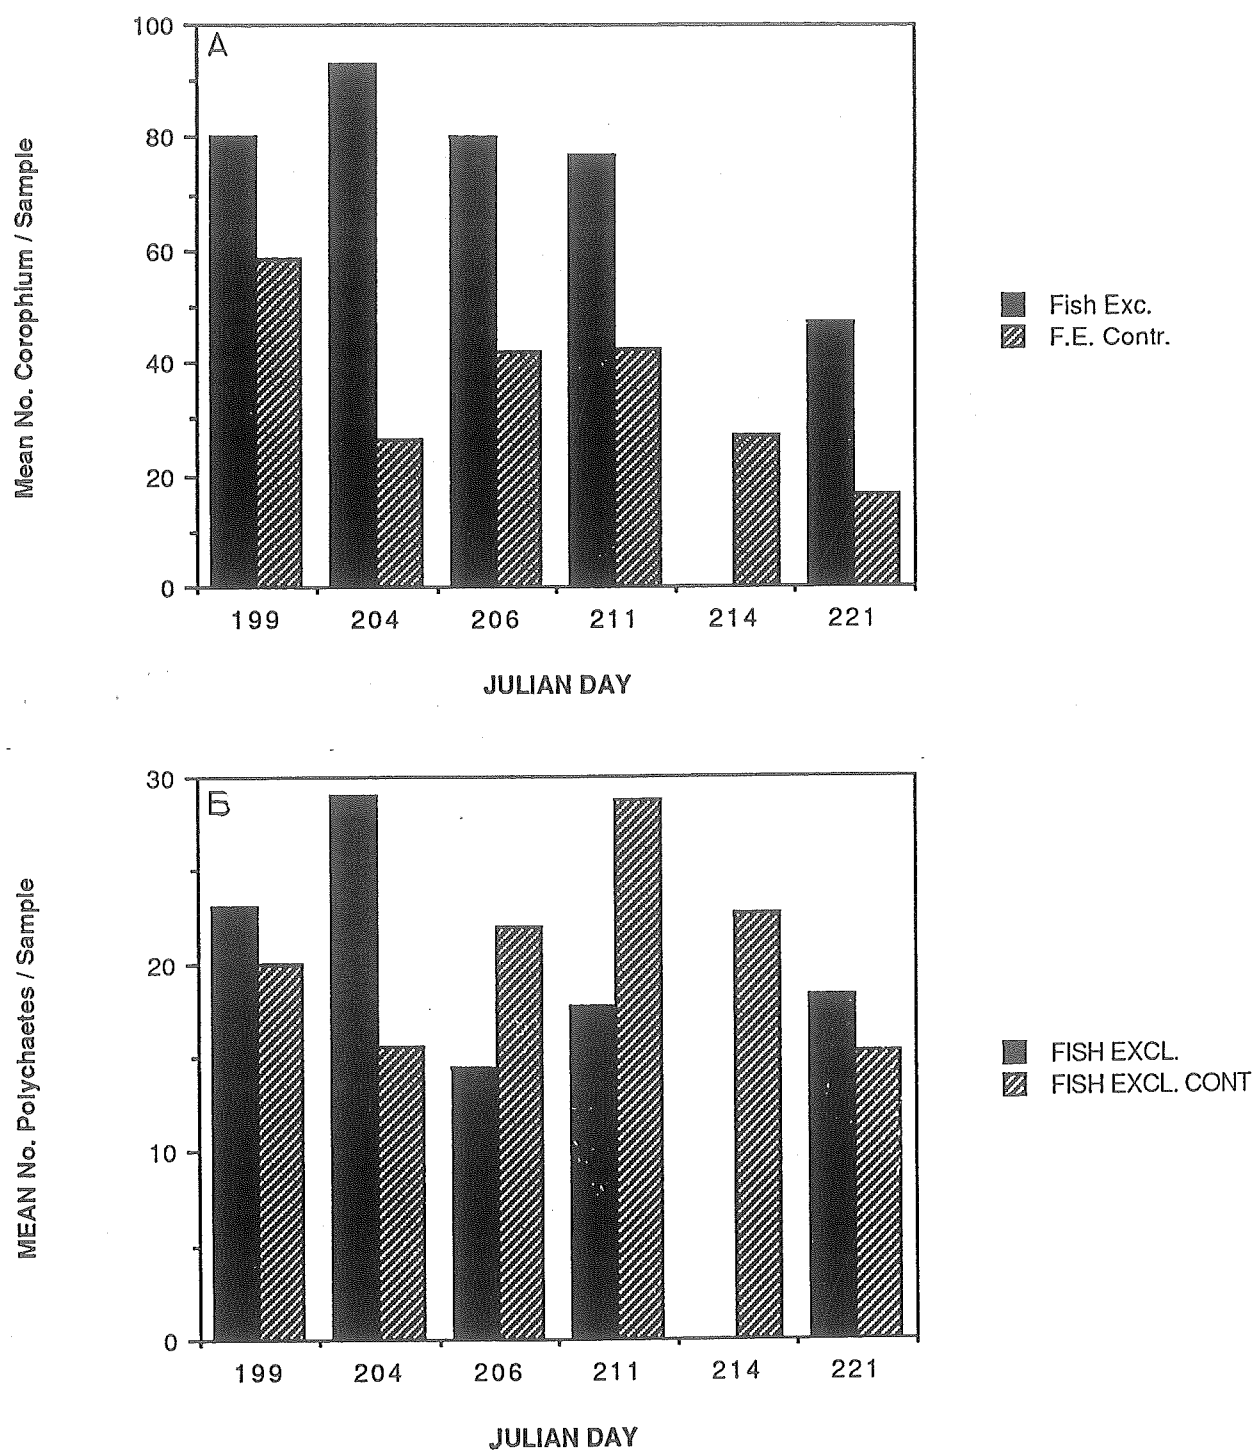 A
Mean No. Corophium / Sample
100
80
60
40
20
0
199 204 206 211 214 221
JULIAN DAY
Fish Exc.
F.E. Contr.
Б
MEAN No. Polychaetes / Sample
30
20
10
0
199 204 206 211 214 221
JULIAN DAY
FISH EXCL.
FISH EXCL. CONT